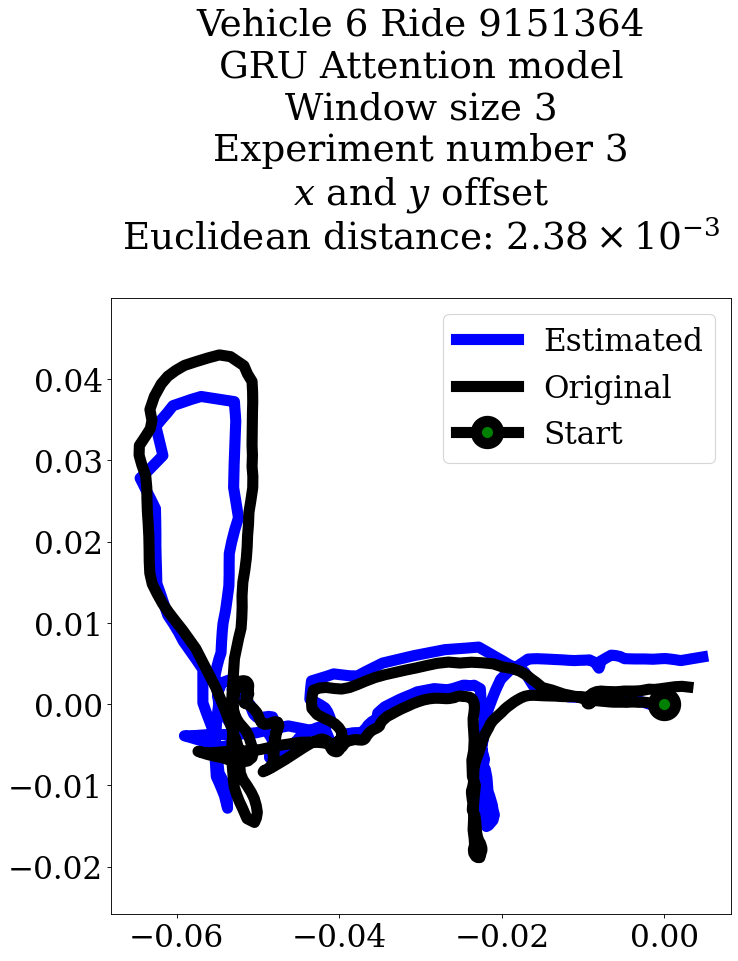 Vehicle 6 Ride 9151364
GRU Attention model
Window size 3
Experiment number 3
x and y offset
Euclidean distance: 2.38 × 10⁻³
Estimated
Original
Start
0.04
0.03
0.02
0.01
0.00
−0.01
−0.02
−0.06
−0.04
−0.02
0.00